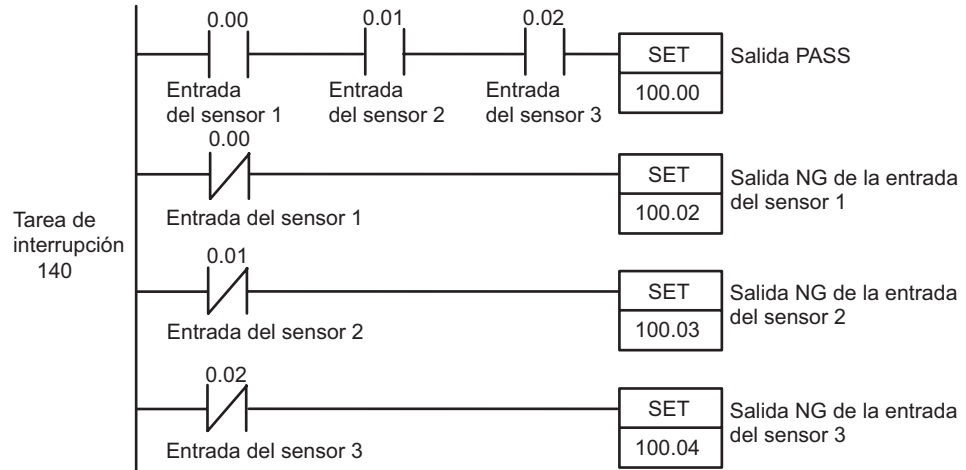 0.00
0.01
0.02
SET
Salida PASS
100.00
Entrada
del sensor 1
Entrada
del sensor 2
Entrada
del sensor 3
0.00
SET
Salida NG de la entrada
del sensor 1
100.02
Entrada del sensor 1
Tarea de
interrupción
140
0.01
SET
Salida NG de la entrada
del sensor 2
100.03
Entrada del sensor 2
0.02
SET
Salida NG de la entrada
del sensor 3
100.04
Entrada del sensor 3